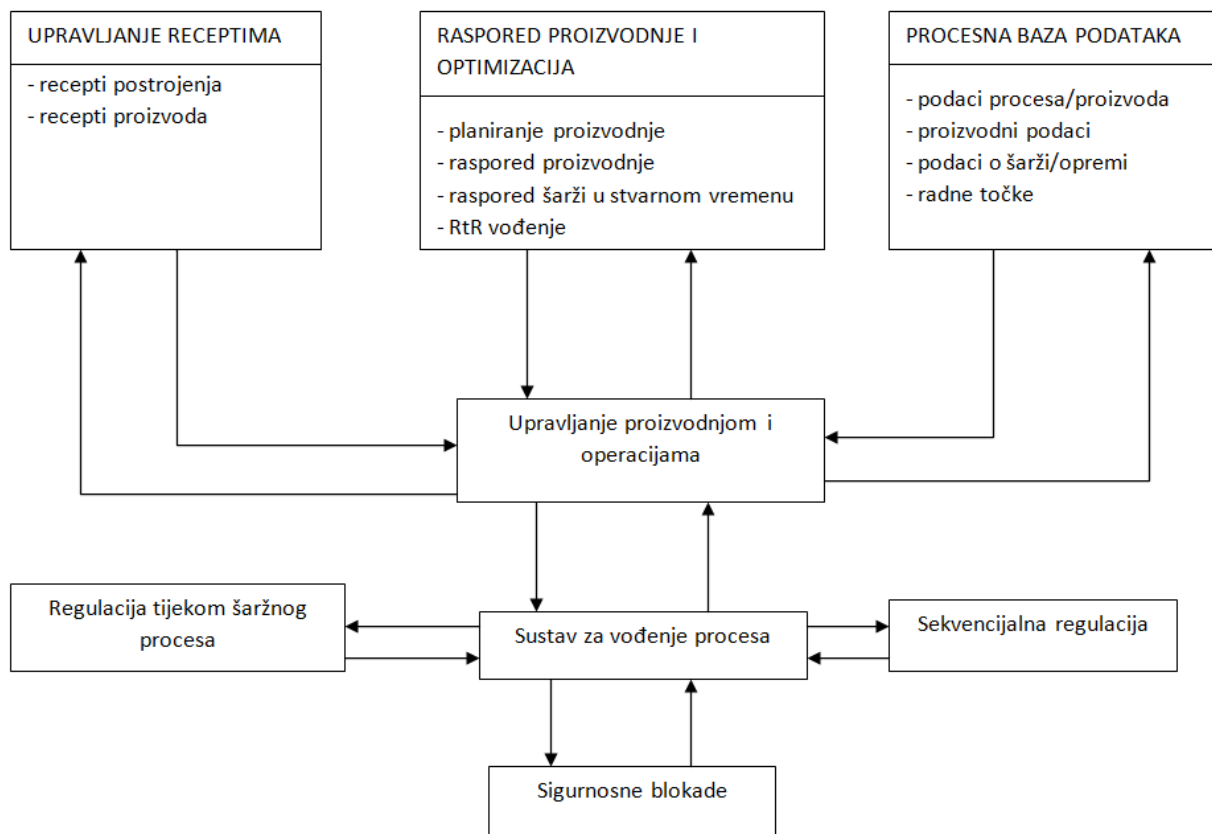 UPRAVLJANJE RECEPTIMA
- recepti postrojenja
- recepti proizvoda
RASPORED PROIZVODNJE I
OPTIMIZACIJA
- planiranje proizvodnje
- raspored proizvodnje
- raspored šarži u stvarnom vremenu
- RtR vođenje
PROCESNA BAZA PODATAKA
- podaci procesa/proizvoda
- proizvodni podaci
- podaci o šarži/opremi
- radne točke
Upravljanje proizvodnjom i
operacijama
Regulacija tijekom šaržnog
procesa
Sustav za vođenje procesa
Sekvencijalna regulacija
Sigurnosne blokade